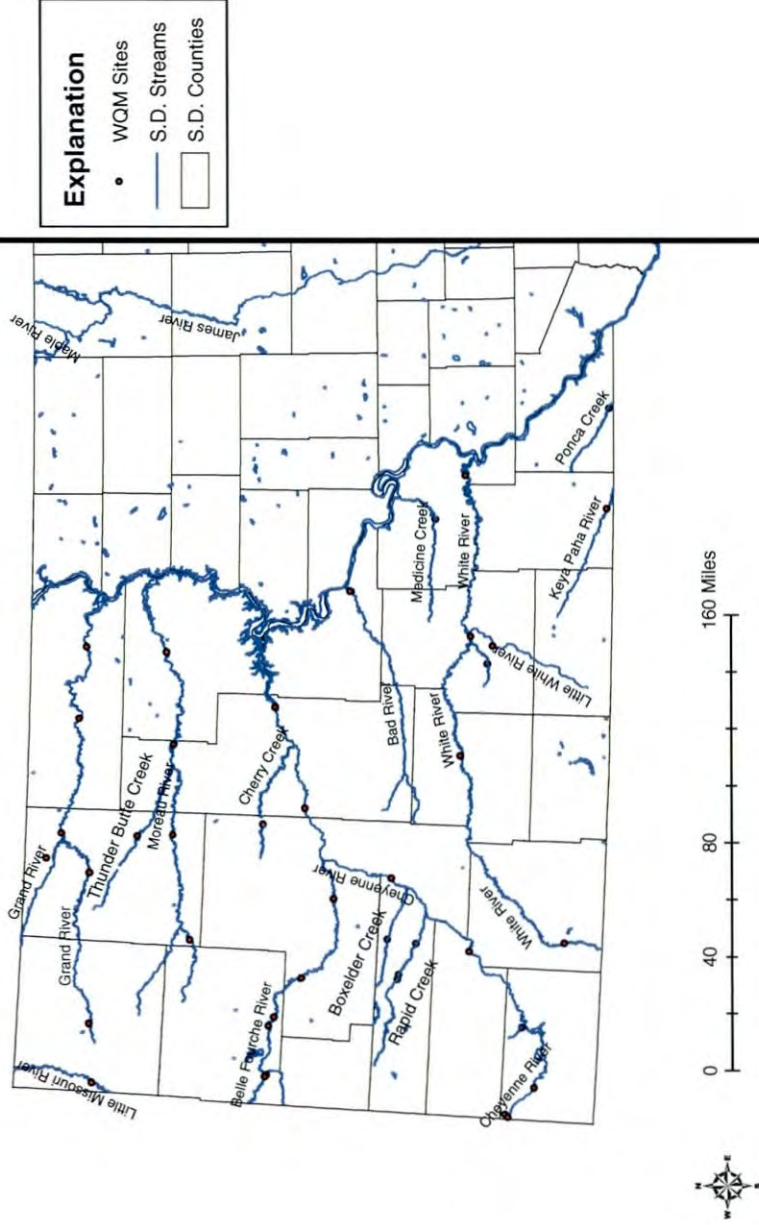 Explanation
WQM Sites
S.D. Streams
S.D. Counties
Maple River
James River
Grand River
Grand River
Thunder Butte Creek
Moreau River
Little Missouri River
Cherry Creek
Belle Fourche River
Cheyenne River
Boxelder Creek
Rapid Creek
Cheyenne River
Bad River
Medicine Creek
White River
White River
White River
Little White River
Keya Paha River
Ponca Creek
0 40 80 160 Miles
N
W E
S